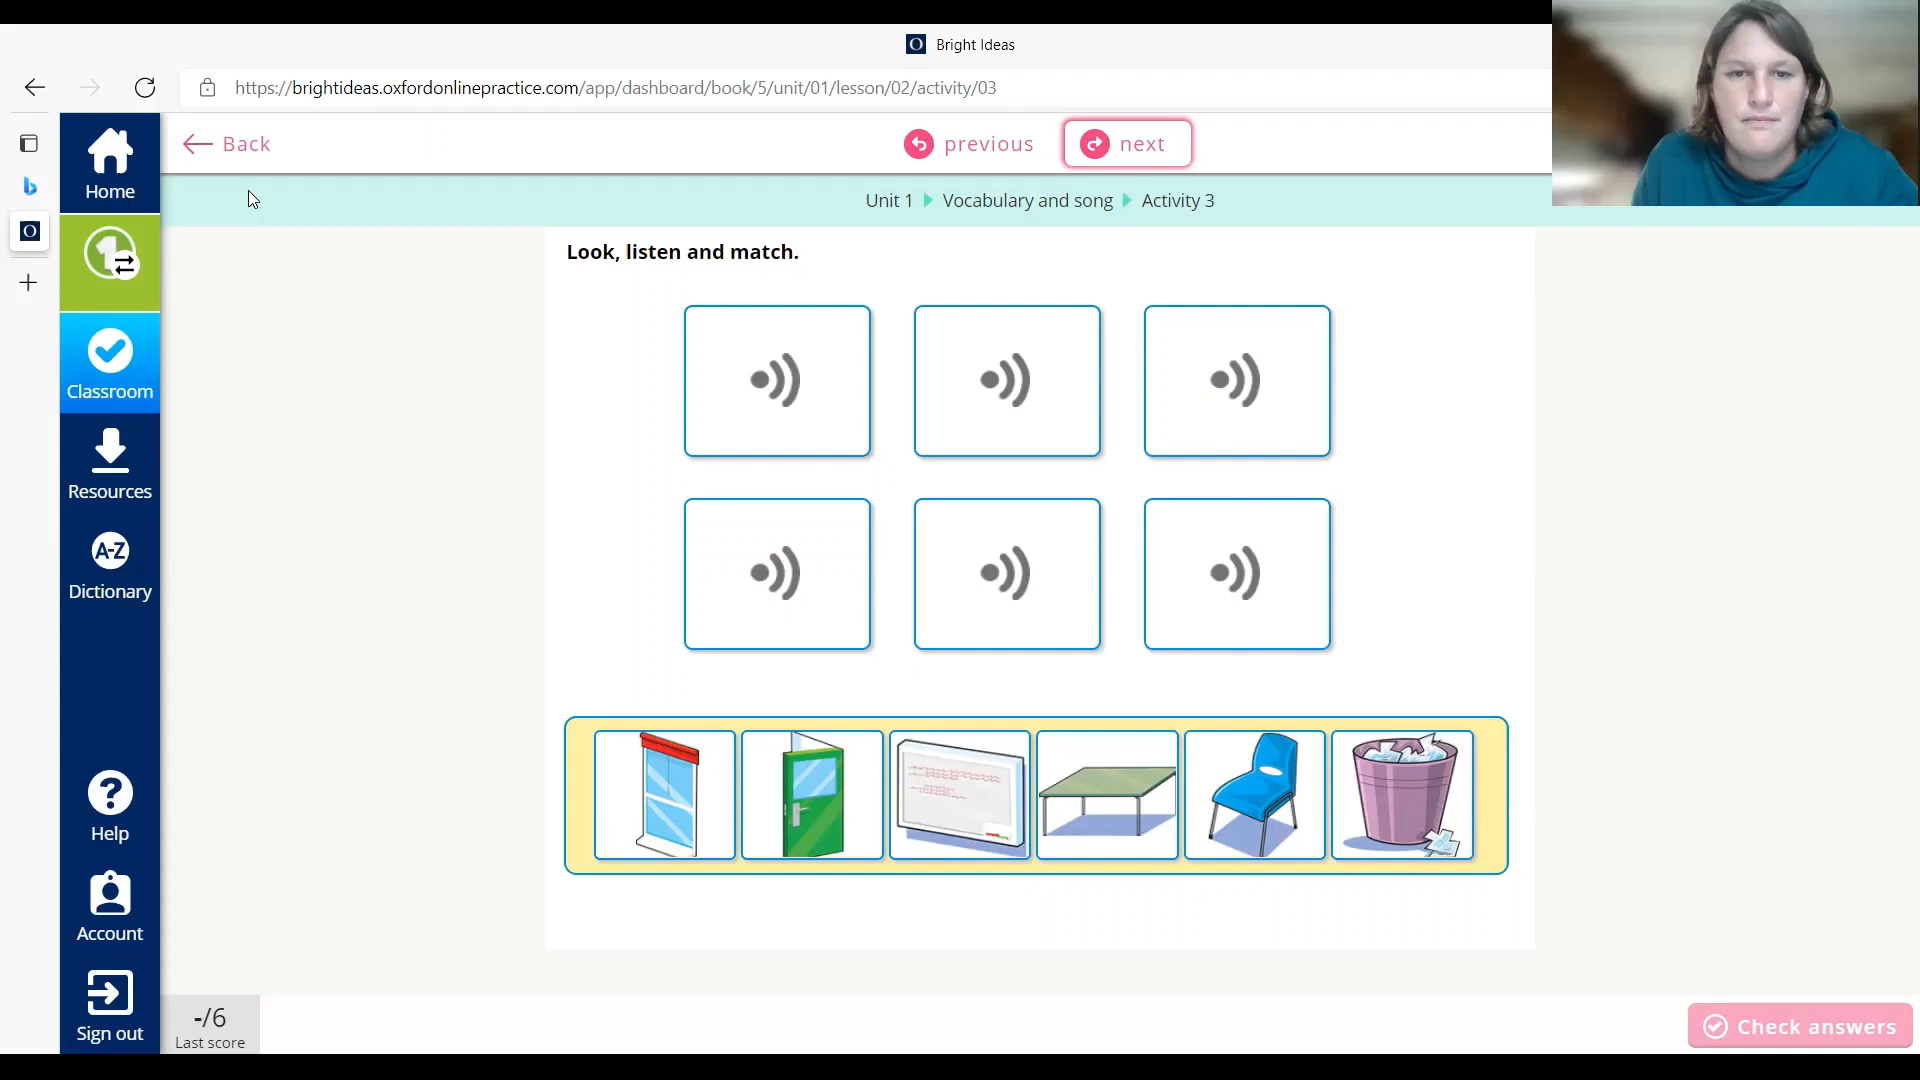 O Bright Ideas
https://brightideas.oxfordonlinepractice.com/app/dashboard/book/5/unit/01/lesson/02/activity/03
Back
previous
next
Home
Unit 1 Vocabulary and song Activity 3
b
O
1
Look, listen and match.
Classroom
Resources
A-Z
Dictionary
?
Help
Account
Sign out
-/6
Last score
Check answers